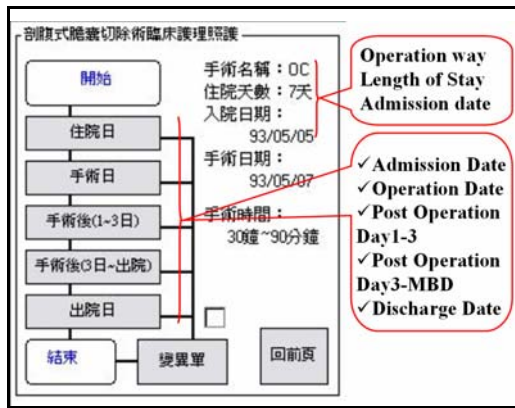 剖腹式膽囊切除術臨床護理照護
開始
住院日
手術日
手術後(1~3日)
手術後(3日~出院)
出院日
結束
變異單
回前頁
手術名稱：OC
住院天數：7天
入院日期：
93/05/05
手術日期：
93/05/07
手術時間：
30鐘~90分鐘
Operation way
Length of Stay
Admission date
✓Admission Date
✓Operation Date
✓Post Operation
Day1-3
✓Post Operation
Day3-MBD
✓Discharge Date